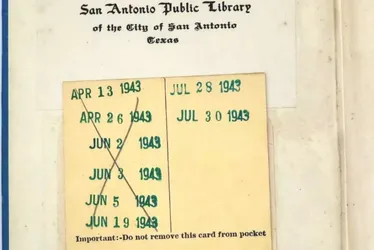 San Antonio Public Library
of the City of San Antonio
Texas
APR 13 1943
APR 26 1943
JUN 2 1943
JUN 3 1943
JUN 5 1943
JUN 19 1943
JUL 28 1943
JUL 30 1943
Important:-Do not remove this card from pocket